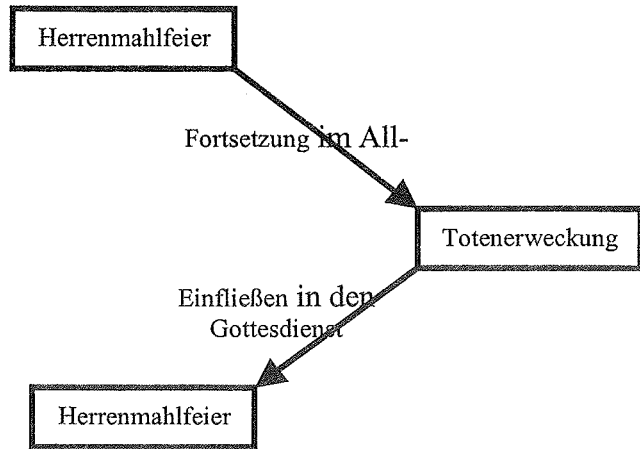 Herrenmahlfeier
Fortsetzung im All-
Totenerweckung
Einfließen in den
Gottesdienst
Herrenmahlfeier